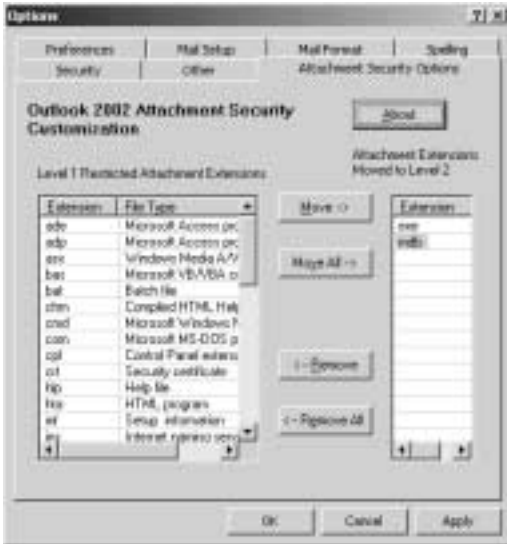 Options
Preferences Mail Setup Mail Format Spelling
Security Other Attachment Security Options
Outlook 2002 Attachment Security
Customization
About
Attachment Extensions
Moved to Level 2
Level 1 Restricted Attachment Extensions
Extension File Type
ade Microsoft Access pro
adp Microsoft Access pro
asx Windows Media A/V
bas Microsoft VB/VBA co
bat Batch file
chm Compiled HTML Help
cmd Microsoft Windows N
com Microsoft MS-DOS p
cpl Control Panel extens
crt Security certificate
hlp Help file
hta HTML program
inf Setup information
ins Internet naming serv
Move ->
Move All ->
<- Remove
<- Remove All
Extension
exe
mdb
OK Cancel Apply